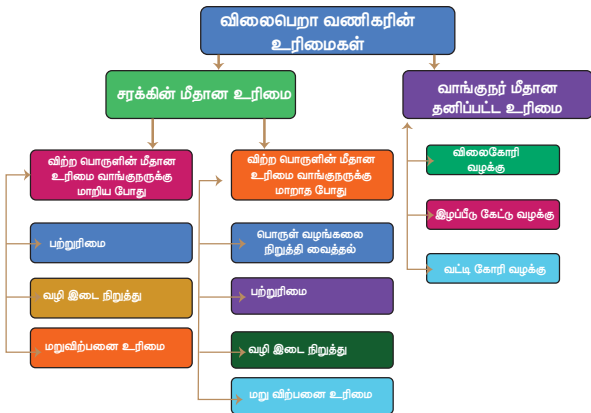 விலைபெறா வணிகரின்
உரிமைகள்
சரக்கின் மீதான உரிமை
வாங்குநர் மீதான
தனிப்பட்ட உரிமை
விற்ற பொருளின் மீதான
உரிமை வாங்குநருக்கு
மாறிய போது
விற்ற பொருளின் மீதான
உரிமை வாங்குநருக்கு
மாறாத போது
விலைகோரி
வழக்கு
இழப்பீடு கேட்டு வழக்கு
வட்டி கோரி வழக்கு
பற்றுரிமை
வழி இடை நிறுத்து
மறுவிற்பனை உரிமை
பொருள் வழங்கலை
நிறுத்தி வைத்தல்
பற்றுரிமை
வழி இடை நிறுத்து
மறு விற்பனை உரிமை